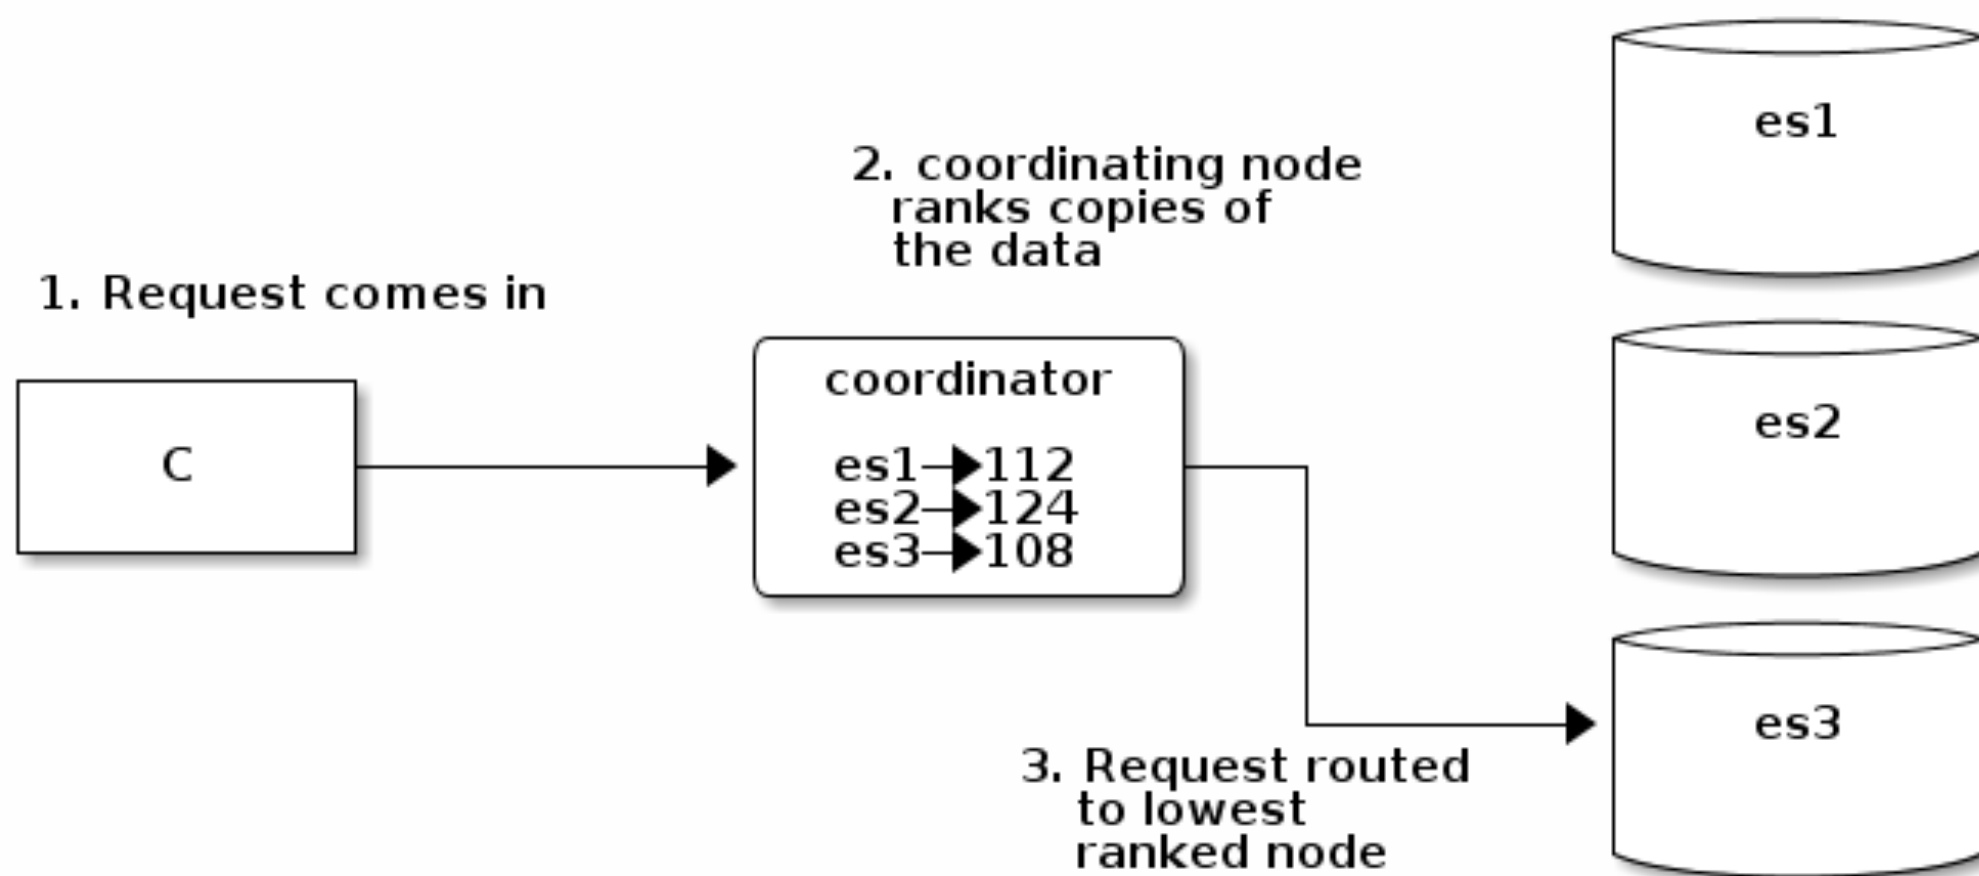 1. Request comes in
C
2. coordinating node
ranks copies of
the data
coordinator
es1 112
es2 124
es3 108
3. Request routed
to lowest
ranked node
es1
es2
es3